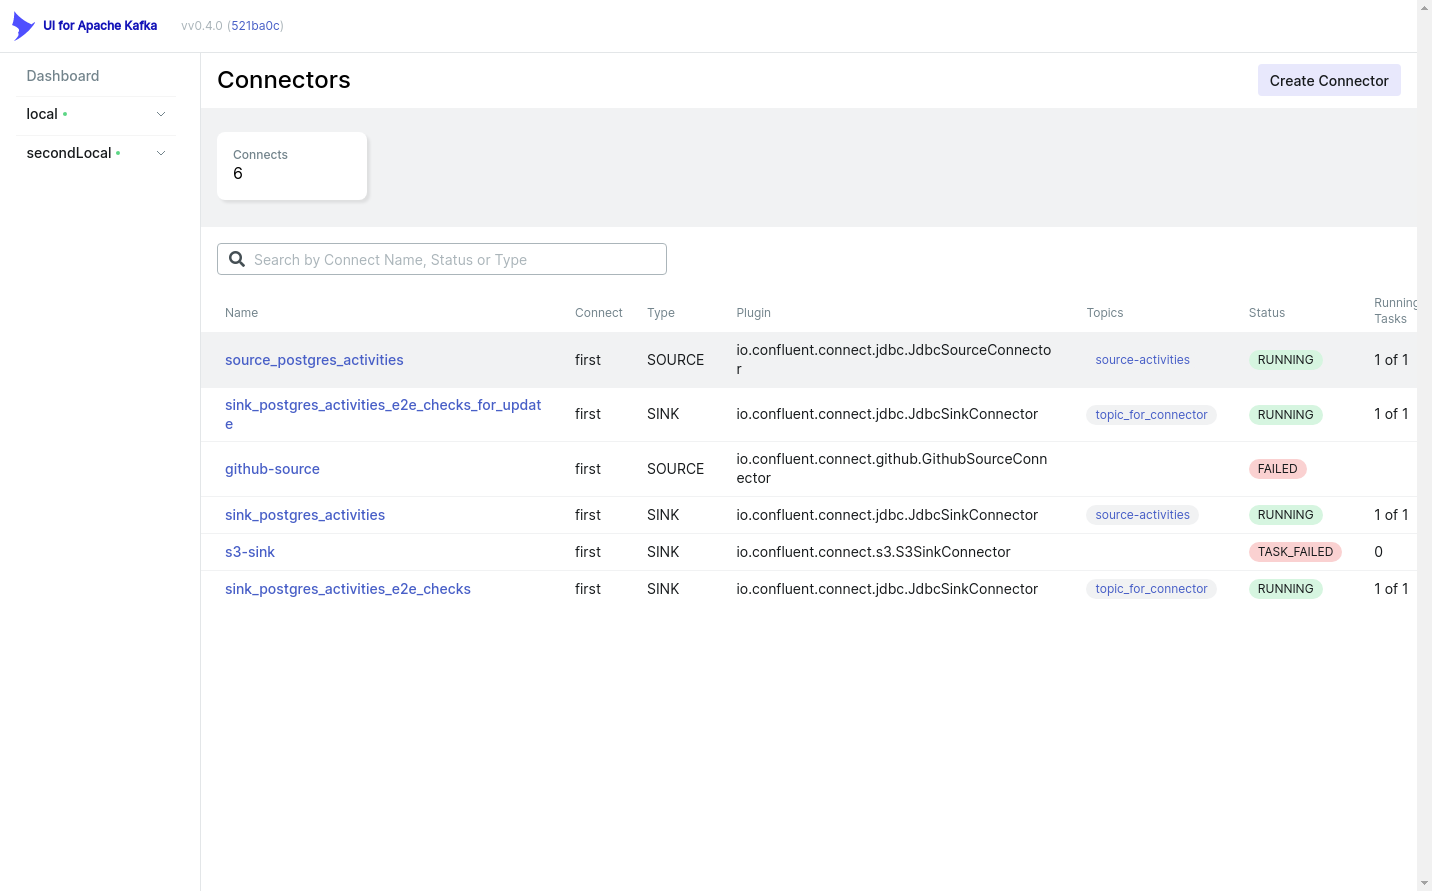 UI for Apache Kafka vv0.4.0 (521ba0c)
Dashboard
local
secondLocal
Connectors
Create Connector
Connects
6
Search by Connect Name, Status or Type
Name Connect Type Plugin Topics Status Running
Tasks
source_postgres_activities first SOURCE io.confluent.connect.jdbc.JdbcSourceConnecto
r source-activities RUNNING 1 of 1
sink_postgres_activities_e2e_checks_for_updat
e first SINK io.confluent.connect.jdbc.JdbcSinkConnector topic_for_connector RUNNING 1 of 1
github-source first SOURCE io.confluent.connect.github.GithubSourceConn
ector FAILED
sink_postgres_activities first SINK io.confluent.connect.jdbc.JdbcSinkConnector source-activities RUNNING 1 of 1
s3-sink first SINK io.confluent.connect.s3.S3SinkConnector TASK_FAILED 0
sink_postgres_activities_e2e_checks first SINK io.confluent.connect.jdbc.JdbcSinkConnector topic_for_connector RUNNING 1 of 1